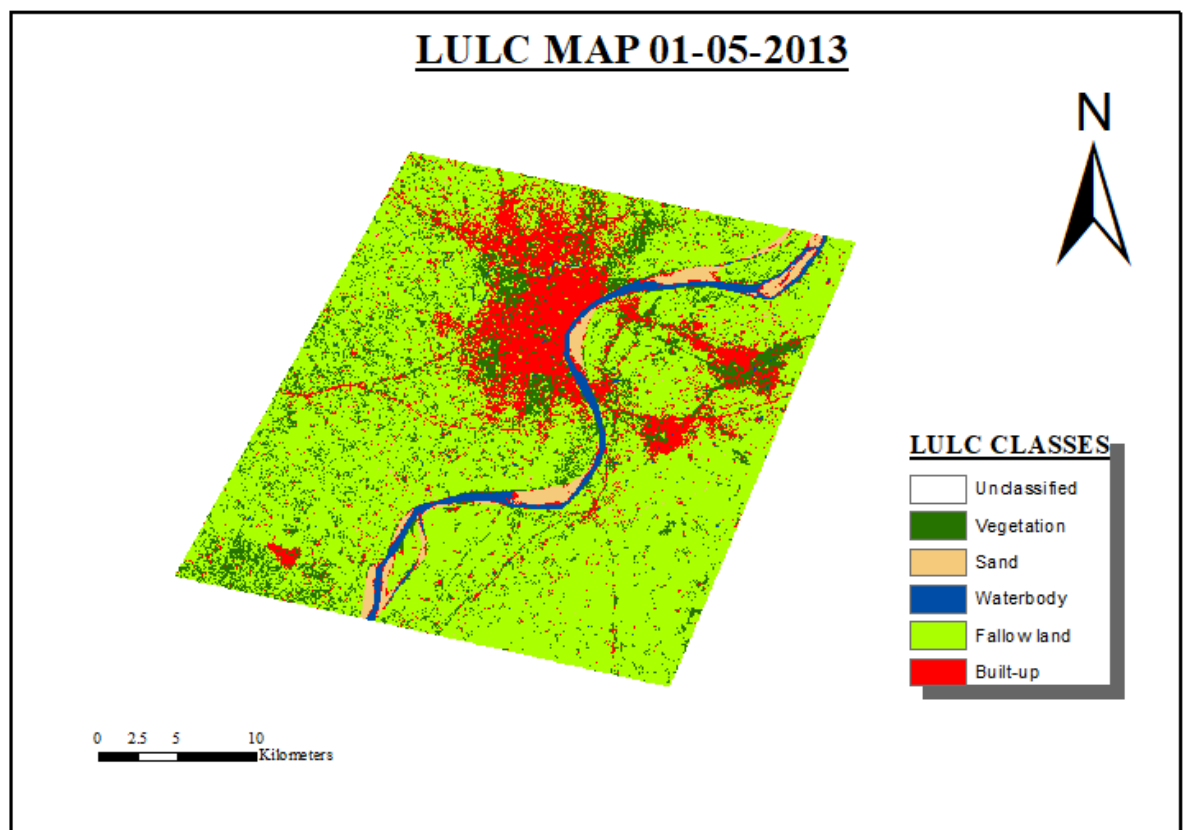 LULC MAP 01-05-2013
N
LULC CLASSES
Unclassified
Vegetation
Sand
Waterbody
Fallow land
Built-up
0 2.5 5 10
Kilometers